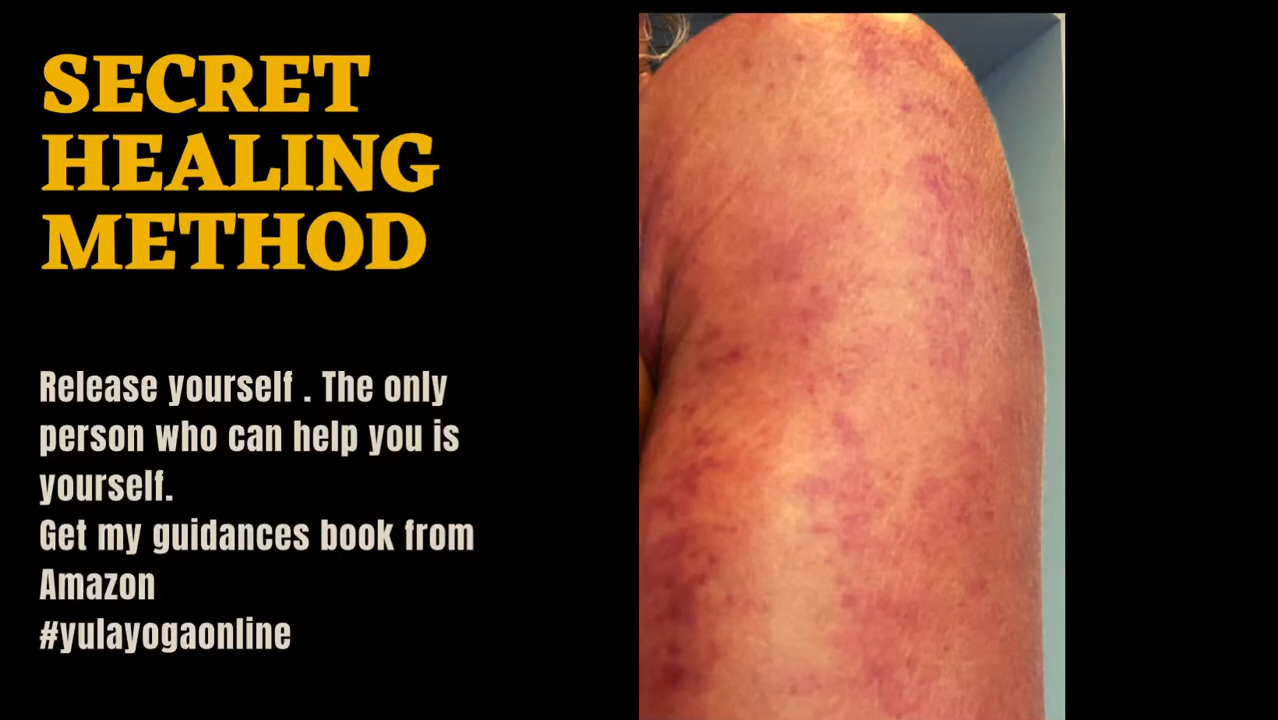 SECRET
HEALING
METHOD
Release yourself . The only
person who can help you is
yourself.
Get my guidances book from
Amazon
#yulayogaonline